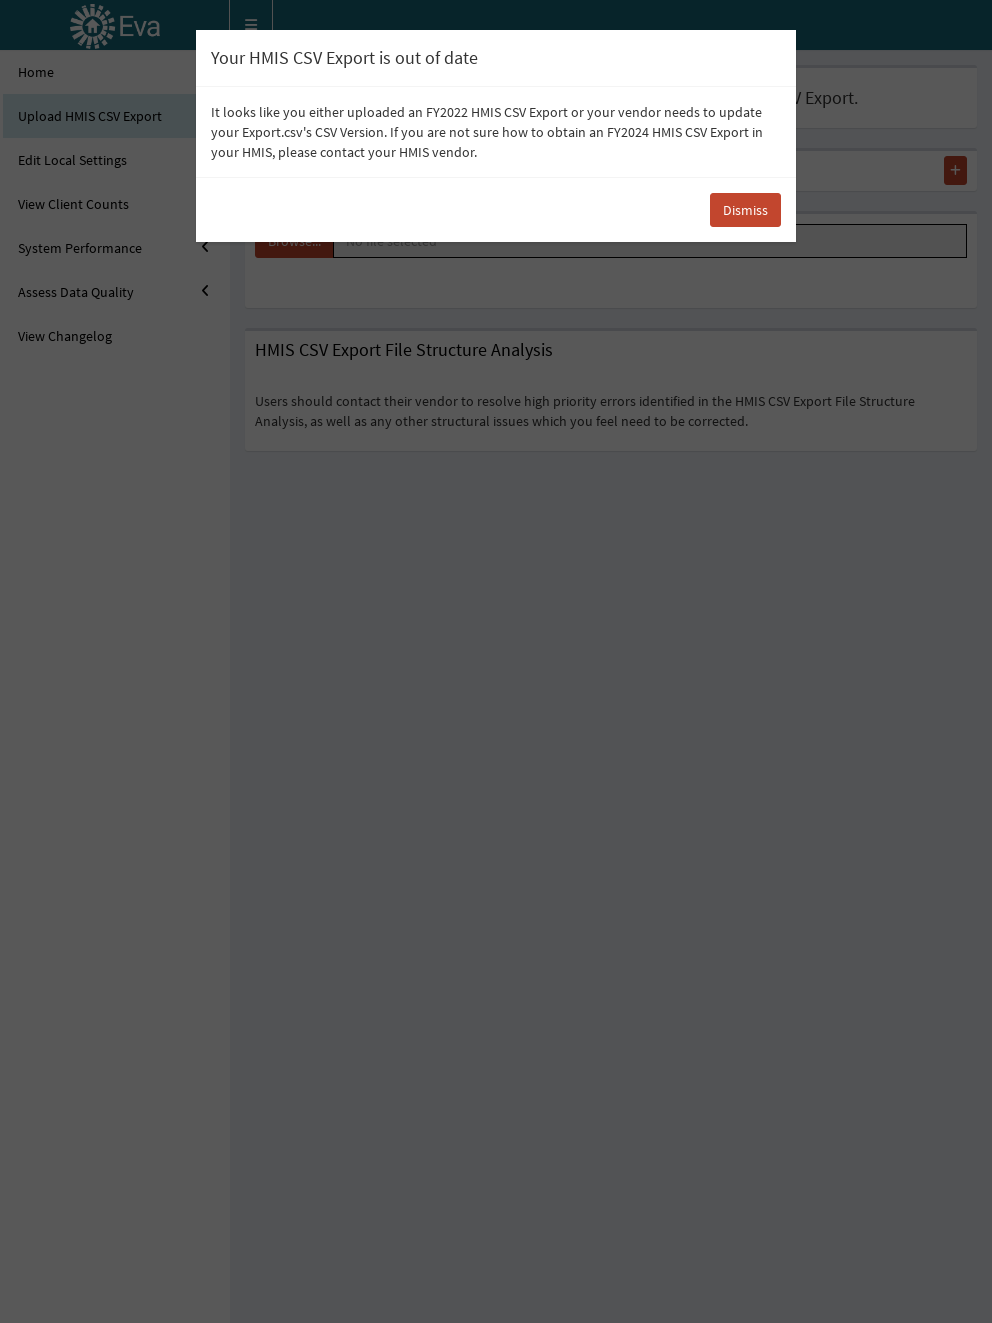 Eva
Your HMIS CSV Export is out of date
It looks like you either uploaded an FY2022 HMIS CSV Export or your vendor needs to update
your Export.csv's CSV Version. If you are not sure how to obtain an FY2024 HMIS CSV Export in
your HMIS, please contact your HMIS vendor.
Dismiss
Home
Upload HMIS CSV Export
Edit Local Settings
View Client Counts
System Performance
Assess Data Quality
View Changelog
V Export.
+
Browse...
No file selected
HMIS CSV Export File Structure Analysis
Users should contact their vendor to resolve high priority errors identified in the HMIS CSV Export File Structure
Analysis, as well as any other structural issues which you feel need to be corrected.